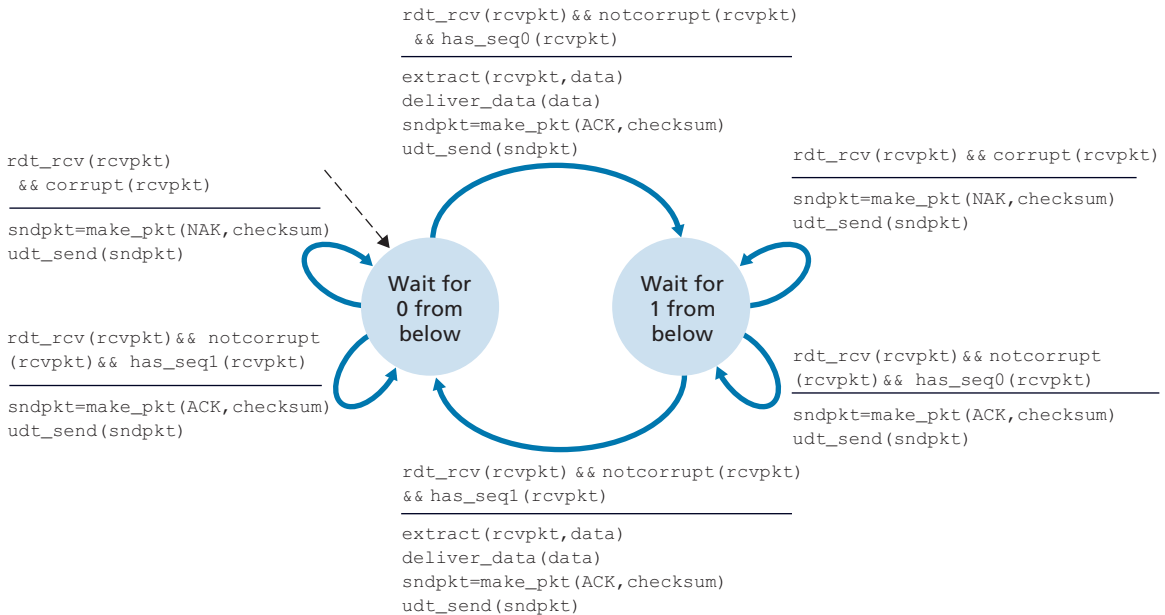 rdt_rcv(rcvpkt) && notcorrupt(rcvpkt)
&& has_seq0(rcvpkt)
extract(rcvpkt,data)
deliver_data(data)
sndpkt=make_pkt(ACK,checksum)
udt_send(sndpkt)
rdt_rcv(rcvpkt)
&& corrupt(rcvpkt)
sndpkt=make_pkt(NAK,checksum)
udt_send(sndpkt)
rdt_rcv(rcvpkt) && corrupt(rcvpkt)
sndpkt=make_pkt(NAK,checksum)
udt_send(sndpkt)
Wait for
0 from
below
Wait for
1 from
below
rdt_rcv(rcvpkt) && notcorrupt
(rcvpkt) && has_seq1(rcvpkt)
sndpkt=make_pkt(ACK,checksum)
udt_send(sndpkt)
rdt_rcv(rcvpkt) && notcorrupt
(rcvpkt) && has_seq0(rcvpkt)
sndpkt=make_pkt(ACK,checksum)
udt_send(sndpkt)
rdt_rcv(rcvpkt) && notcorrupt(rcvpkt)
&& has_seq1(rcvpkt)
extract(rcvpkt,data)
deliver_data(data)
sndpkt=make_pkt(ACK,checksum)
udt_send(sndpkt)